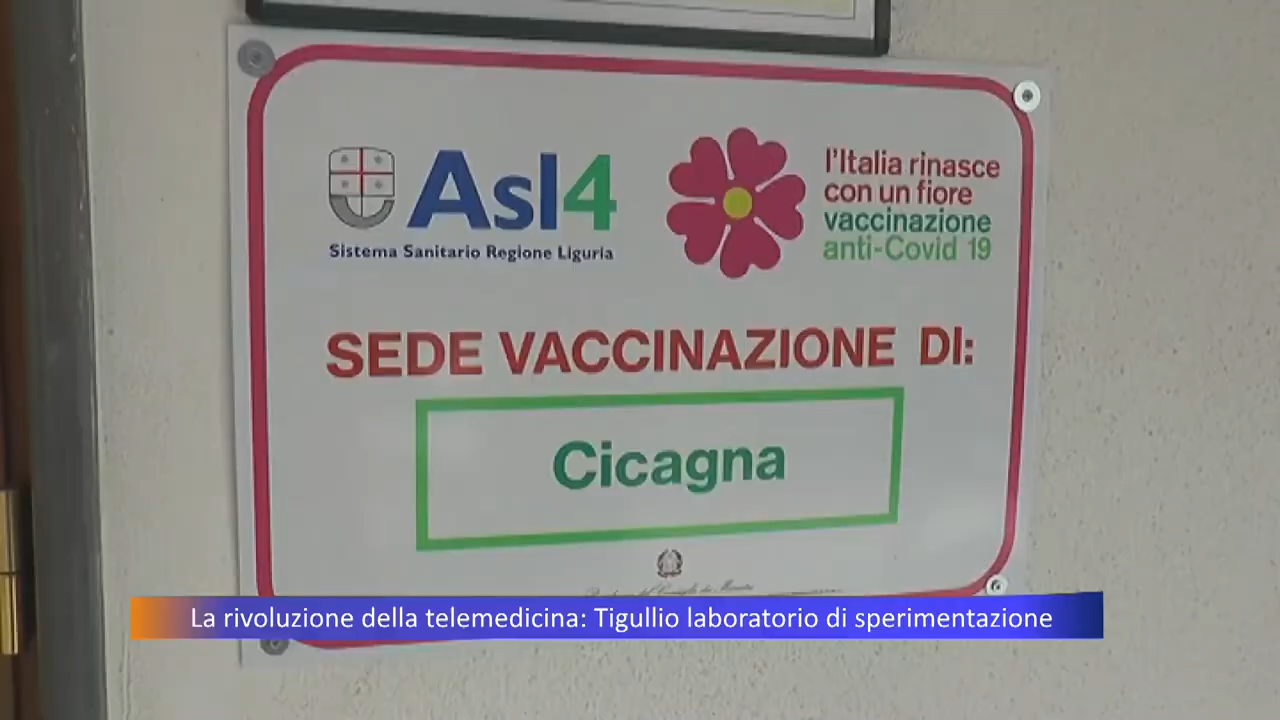 Asl4
Sistema Sanitario Regione Liguria
l'Italia rinasce
con un fiore
vaccinazione
anti-Covid 19
SEDE VACCINAZIONE DI:
Cicagna
La rivoluzione della telemedicina: Tigullio laboratorio di sperimentazione